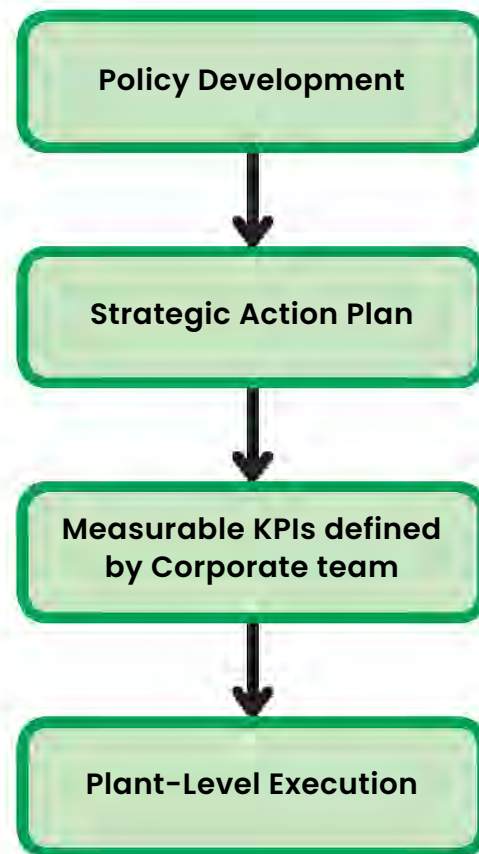 Policy Development
Strategic Action Plan
Measurable KPIs defined
by Corporate team
Plant-Level Execution